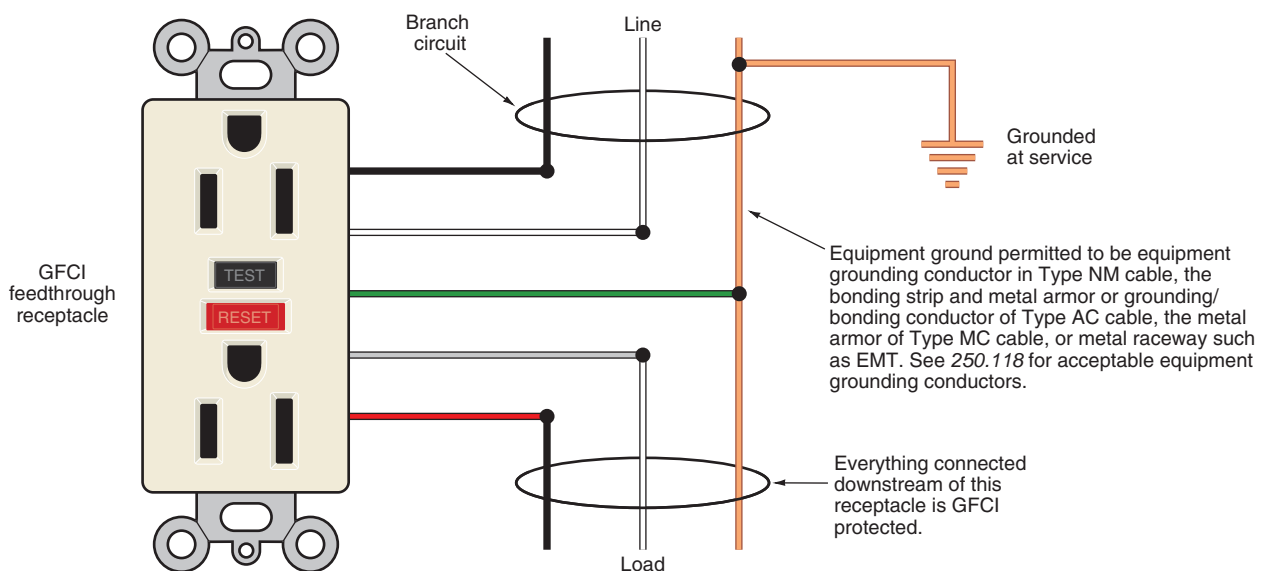 Branch
circuit
Line
Grounded
at service
GFCI
feedthrough
receptacle
TEST
RESET
Equipment ground permitted to be equipment
grounding conductor in Type NM cable, the
bonding strip and metal armor or grounding/
bonding conductor of Type AC cable, the metal
armor of Type MC cable, or metal raceway such
as EMT. See 250.118 for acceptable equipment
grounding conductors.
Everything connected
downstream of this
receptacle is GFCI
protected.
Load